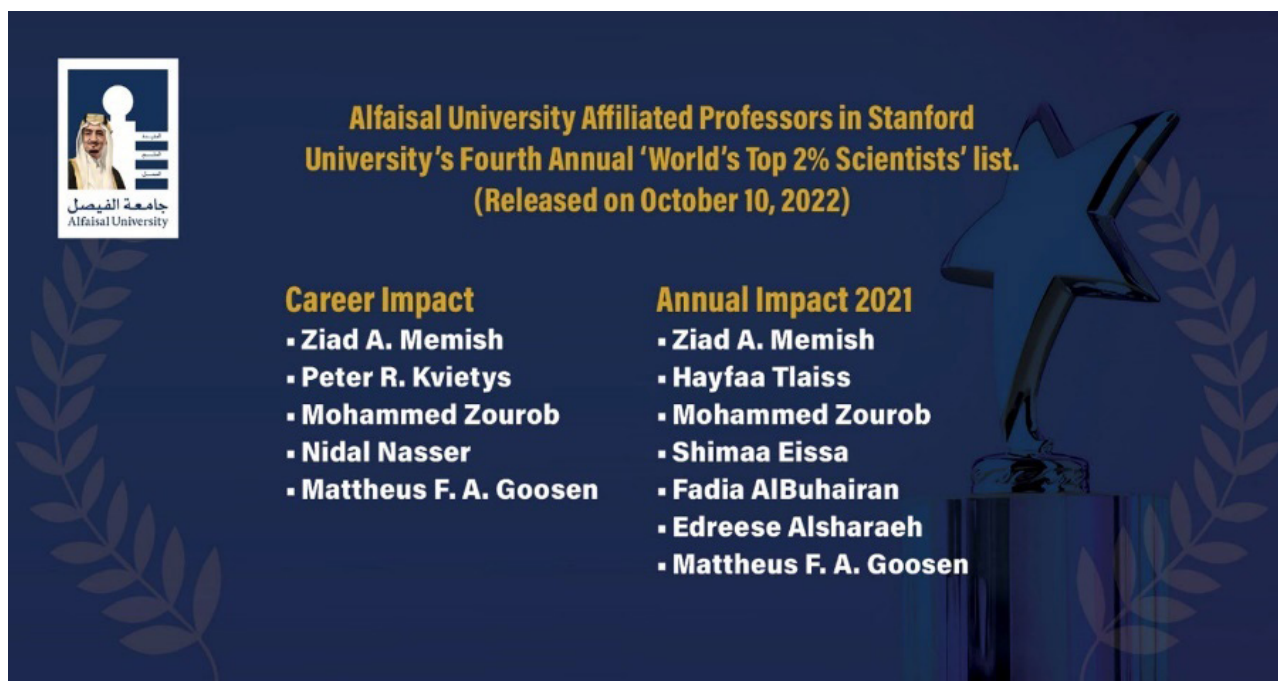 جامعة الفيصل
Alfaisal University
Alfaisal University Affiliated Professors in Stanford
University's Fourth Annual 'World's Top 2% Scientists' list.
(Released on October 10, 2022)
Career Impact
▪ Ziad A. Memish
▪ Peter R. Kvietys
▪ Mohammed Zourob
▪ Nidal Nasser
▪ Mattheus F. A. Goosen
Annual Impact 2021
▪ Ziad A. Memish
▪ Hayfaa Tlaiss
▪ Mohammed Zourob
▪ Shimaa Eissa
▪ Fadia AlBuhairan
▪ Edreese Alsharaeh
▪ Mattheus F. A. Goosen